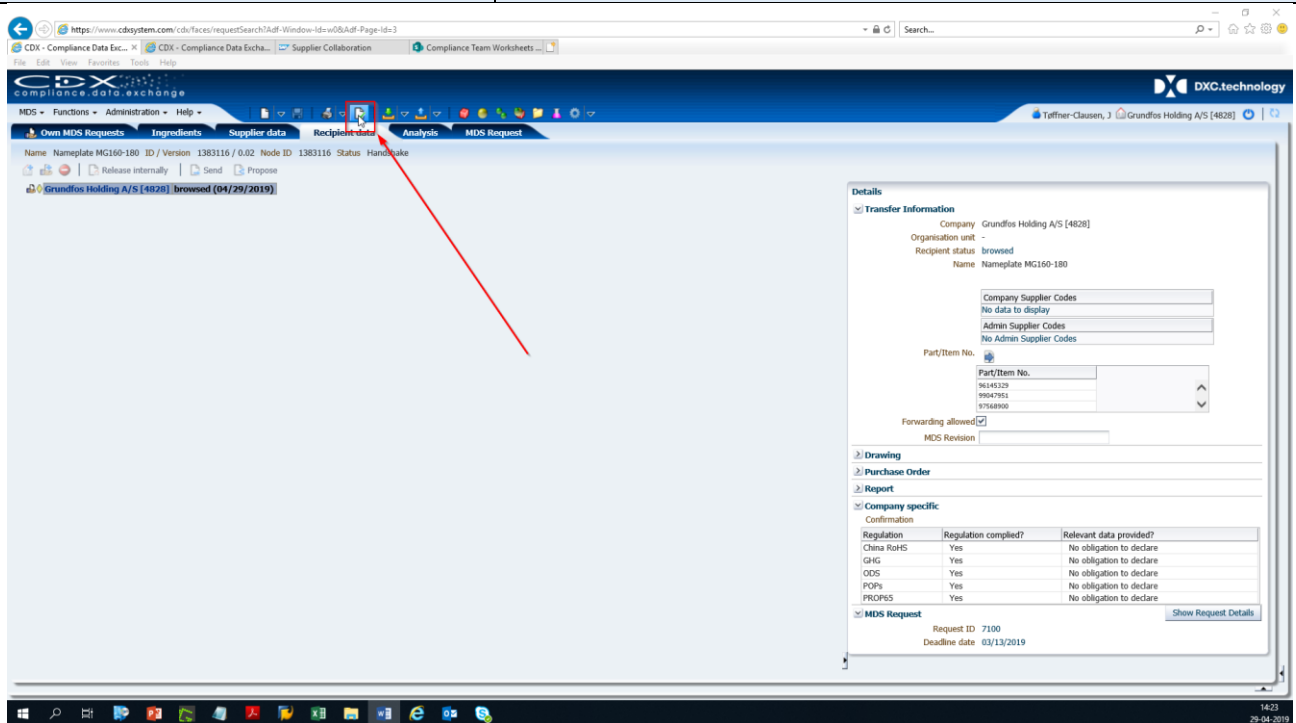 https://www.cdxsystem.com/cdx/faces/requestSearch?Adf-Window-Id=w0&Adf-Page-Id=3
Search...
CDX - Compliance Data Exc...
CDX - Compliance Data Excha...
Supplier Collaboration
Compliance Team Worksheets ...
File Edit View Favorites Tools Help
CDX
compliance.data.exchange
DXC.technology
MDS Functions Administration Help
Tøffner-Clausen, J Grundfos Holding A/S [4828]
Own MDS Requests Ingredients Supplier data Recipient data Analysis MDS Request
Name Nameplate MG160-180 ID / Version 1383116 / 0.02 Node ID 1383116 Status Handshake
Release internally Send Propose
Grundfos Holding A/S [4828] browsed (04/29/2019)
Details
Transfer Information
Company Grundfos Holding A/S [4828]
Organisation unit -
Recipient status browsed
Name Nameplate MG160-180
Company Supplier Codes
No data to display
Admin Supplier Codes
No Admin Supplier Codes
Part/Item No.
Part/Item No.
96145329
99047951
97568900
Forwarding allowed
MDS Revision
Drawing
Purchase Order
Report
Company specific
Confirmation
Regulation Regulation complied? Relevant data provided?
China RoHS Yes No obligation to declare
GHG Yes No obligation to declare
ODS Yes No obligation to declare
POPs Yes No obligation to declare
PROP65 Yes No obligation to declare
MDS Request Show Request Details
Request ID 7100
Deadline date 03/13/2019
14:23
29-04-2019